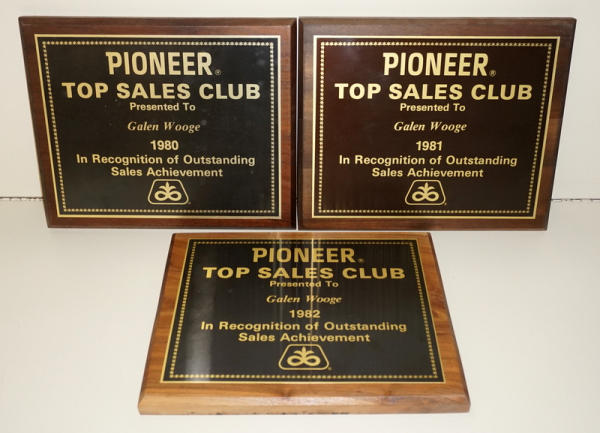 PIONEER®
TOP SALES CLUB
Presented To
Galen Wooge
1980
In Recognition of Outstanding
Sales Achievement
PIONEER®
TOP SALES CLUB
Presented To
Galen Wooge
1981
In Recognition of Outstanding
Sales Achievement
PIONEER®
TOP SALES CLUB
Presented To
Galen Wooge
1982
In Recognition of Outstanding
Sales Achievement